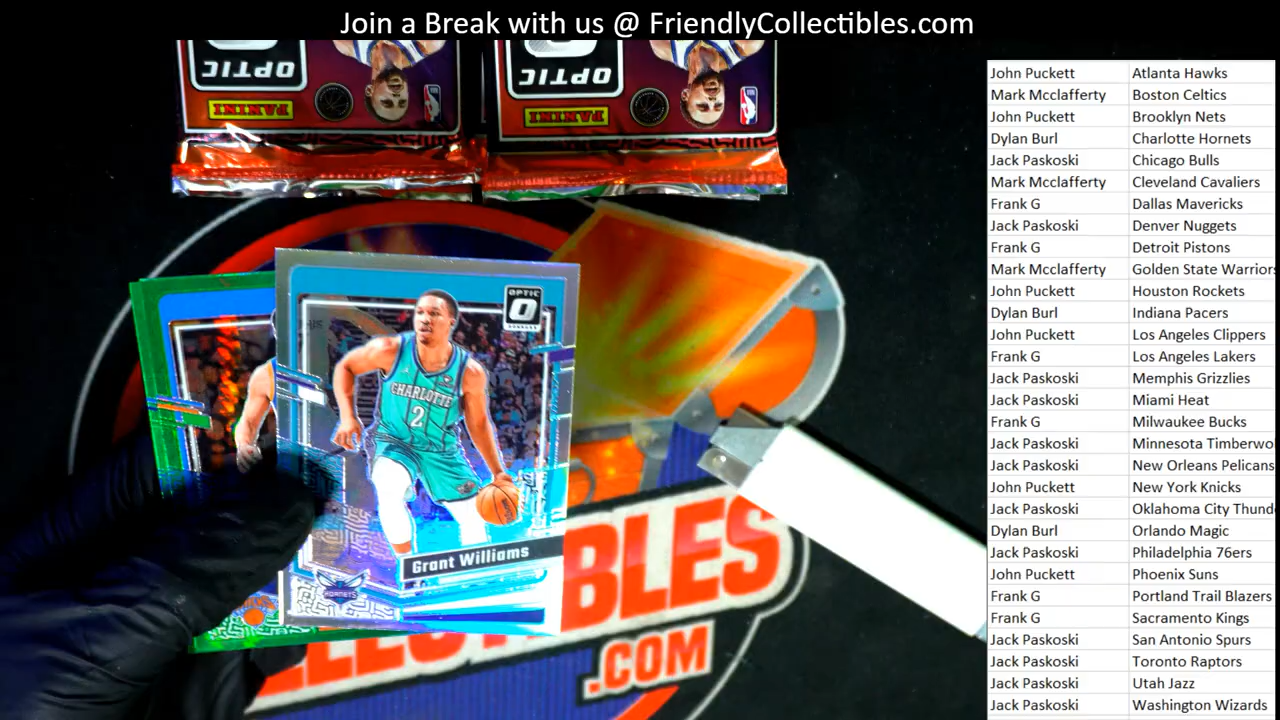 Join a Break with us @ FriendlyCollectibles.com
OPTIC
PANINI
OPTIC
PANINI
OPTIC
CHARLOTTE
2
Grant Williams
HORNETS
LLECTIBLES
.COM
John Puckett Atlanta Hawks
Mark Mcclafferty Boston Celtics
John Puckett Brooklyn Nets
Dylan Burl Charlotte Hornets
Jack Paskoski Chicago Bulls
Mark Mcclafferty Cleveland Cavaliers
Frank G Dallas Mavericks
Jack Paskoski Denver Nuggets
Frank G Detroit Pistons
Mark Mcclafferty Golden State Warriors
John Puckett Houston Rockets
Dylan Burl Indiana Pacers
John Puckett Los Angeles Clippers
Frank G Los Angeles Lakers
Jack Paskoski Memphis Grizzlies
Jack Paskoski Miami Heat
Frank G Milwaukee Bucks
Jack Paskoski Minnesota Timberwo
Jack Paskoski New Orleans Pelicans
John Puckett New York Knicks
Jack Paskoski Oklahoma City Thund
Dylan Burl Orlando Magic
Jack Paskoski Philadelphia 76ers
John Puckett Phoenix Suns
Frank G Portland Trail Blazers
Frank G Sacramento Kings
Jack Paskoski San Antonio Spurs
Jack Paskoski Toronto Raptors
Jack Paskoski Utah Jazz
Jack Paskoski Washington Wizards